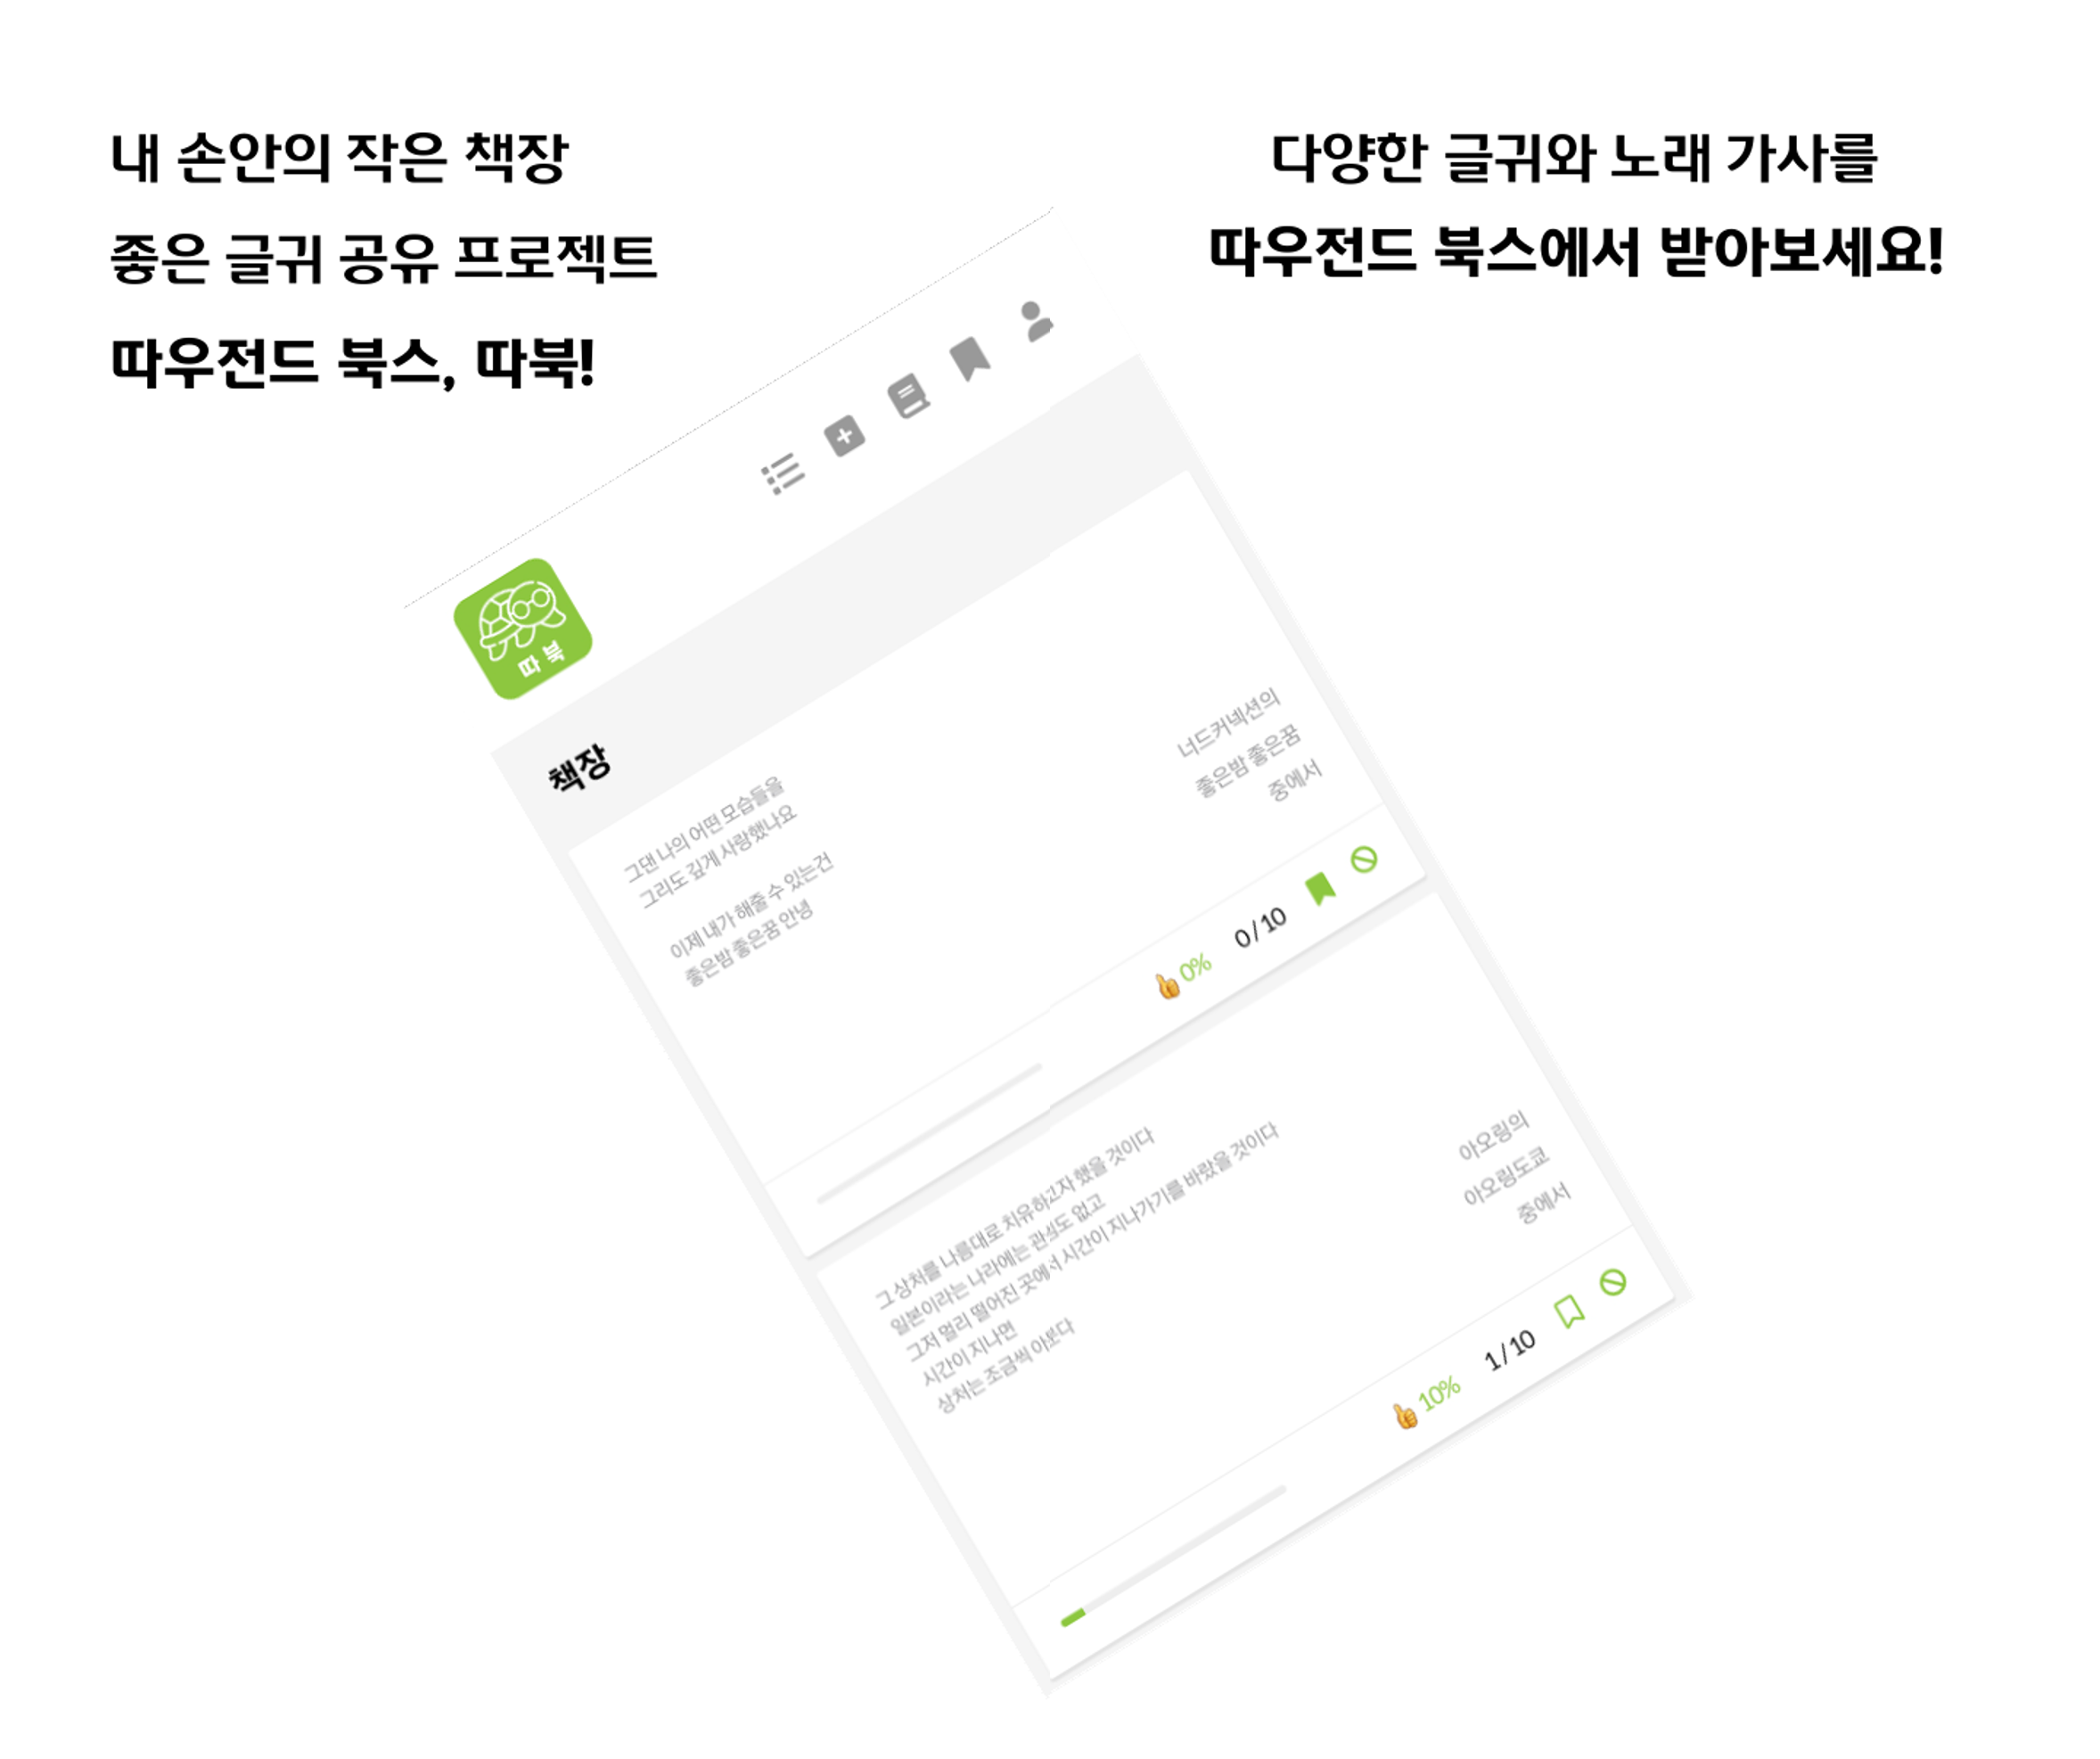 내 손안의 작은 책장
좋은 글귀 공유 프로젝트
따우전드 북스, 따북!
다양한 글귀와 노래 가사를
따우전드 북스에서 받아보세요!
따북
책장
그댄 나의 어떤 모습들을
그리도 깊게 사랑했나요
이제 내가 해줄 수 있는건
좋은밤 좋은꿈 안녕
너드커넥션의
좋은밤 좋은꿈
중에서
👍 0% 0/10
그 상처를 나름대로 치유하고자 했을 것이다
일본이라는 나라에는 관심도 없고
그저 멀리 떨어진 곳에서 시간이 지나가기를 바랐을 것이다
시간이 지나면
상처는 조금씩 아문다
아오링의
아오링도쿄
중에서
👍 10% 1/10